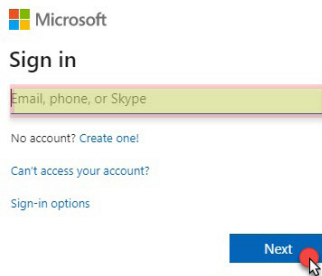 Microsoft
Sign in
Email, phone, or Skype
No account? Create one!
Can't access your account?
Sign-in options
Next